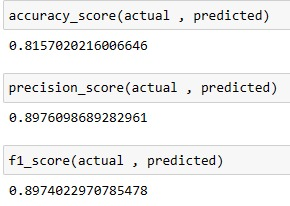 accuracy_score(actual , predicted)
0.8157020216006646
precision_score(actual , predicted)
0.8976098689282961
f1_score(actual , predicted)
0.8974022970785478